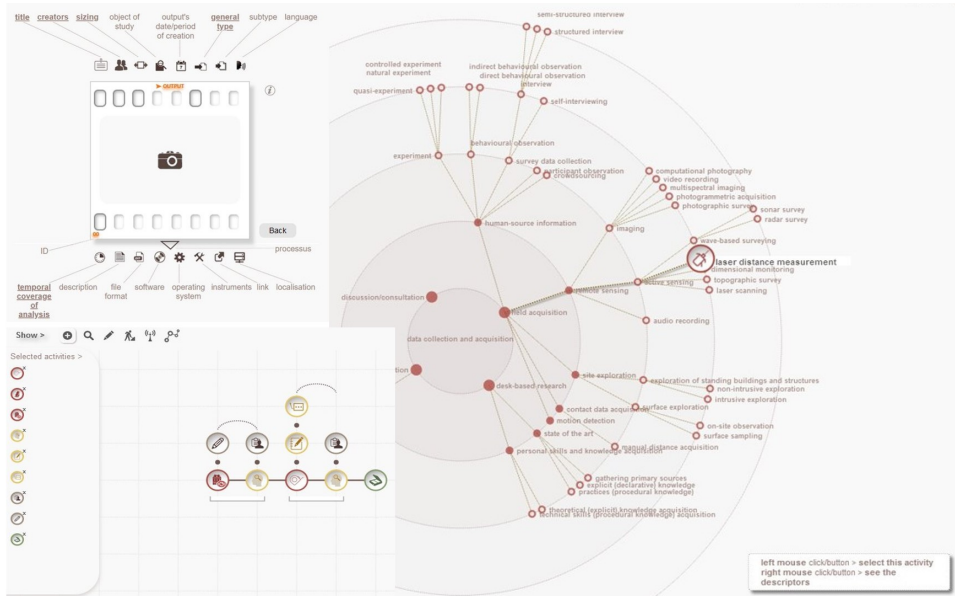 title creators sizing object of study output's date/period of creation general type subtype language
7
▶ OUTPUT
i
ID
Back
processus
temporal coverage of analysis description file format software operating system instruments link localisation
Show >
Selected activities >
semi-structured interview
structured interview
controlled experiment
natural experiment
quasi-experiment
indirect behavioural observation
direct behavioural observation
interview
self-interviewing
behavioural observation
experiment
survey data collection
participant observation
crowdsourcing
computational photography
video recording
multispectral imaging
photogrammetric acquisition
photographic survey
sonar survey
radar survey
human-source information
imaging
wave-based surveying
laser distance measurement
dimensional monitoring
active sensing
topographic survey
laser scanning
discussion/consultation
remote sensing
field acquisition
audio recording
data collection and acquisition
tion
site exploration
exploration of standing buildings and structures
non-intrusive exploration
intrusive exploration
desk-based research
contact data acquisition
surface exploration
motion detection
on-site observation
state of the art
surface sampling
personal skills and knowledge acquisition
manual distance acquisition
gathering primary sources
explicit (declarative) knowledge
practices (procedural knowledge)
theoretical (explicit) knowledge acquisition
technical skills (procedural knowledge) acquisition
left mouse click/button > select this activity
right mouse click/button > see the
descriptors